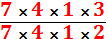 7 × 4 × 1 × 3
7 × 4 × 1 × 2